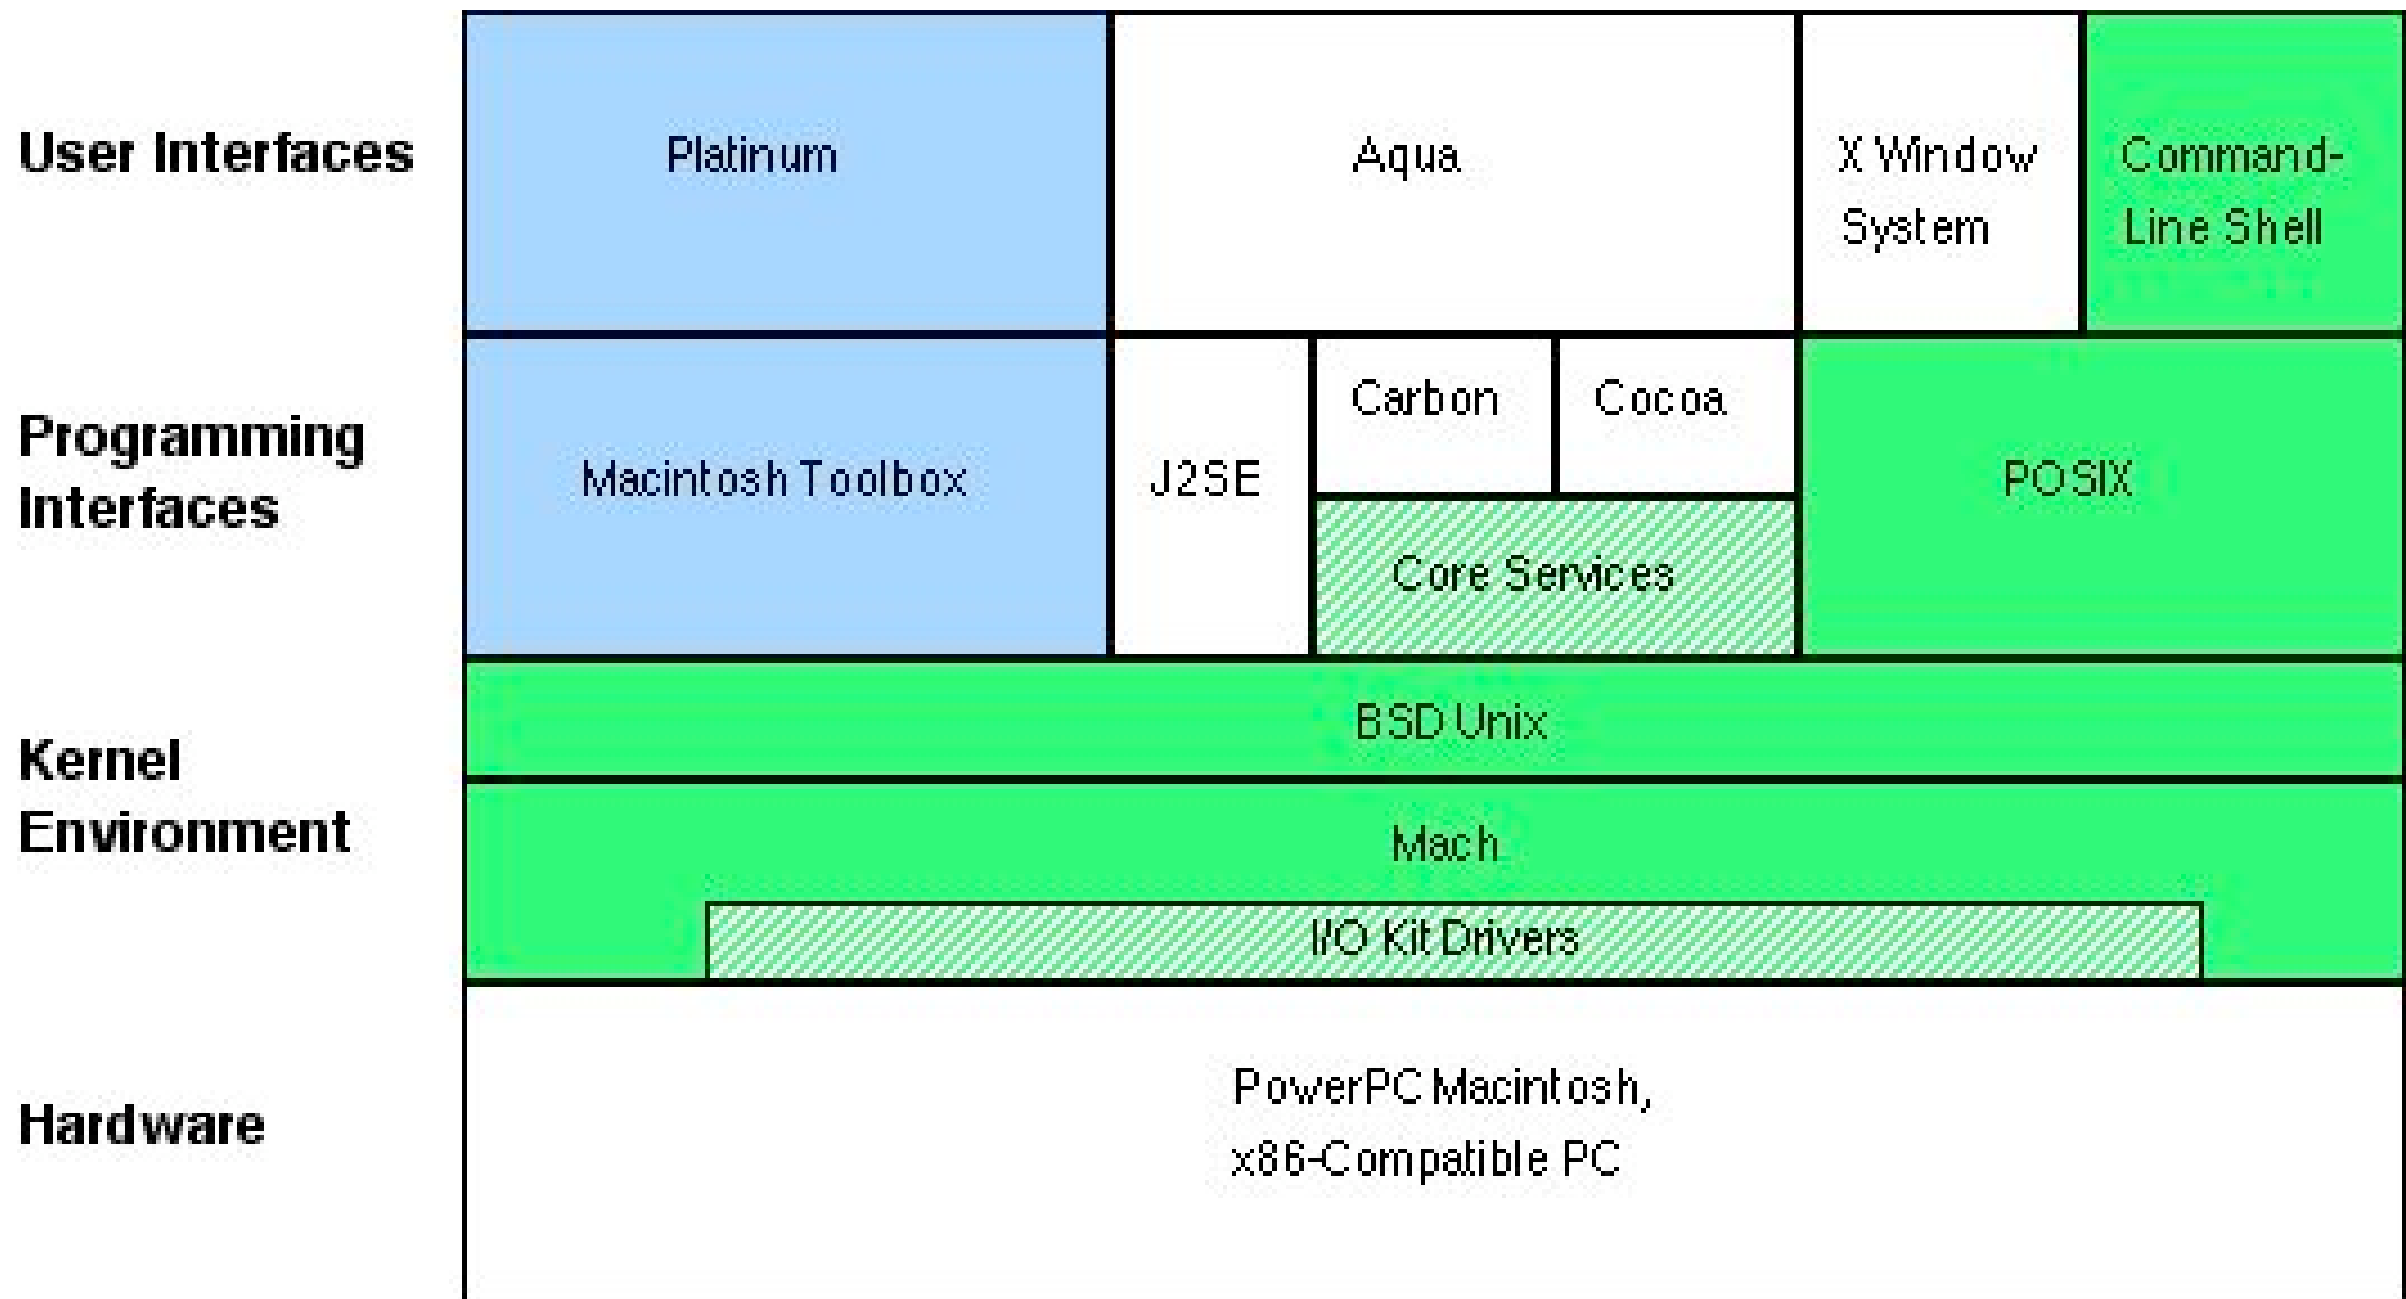 User Interfaces
Platinum
Aqua
X Window
System
Command-
Line Shell
Programming
Interfaces
Macintosh Toolbox
J2SE
Carbon
Cocoa
Core Services
POSIX
Kernel
Environment
BSD Unix
Mach
I/O Kit Drivers
Hardware
PowerPC Macintosh,
x86-Compatible PC